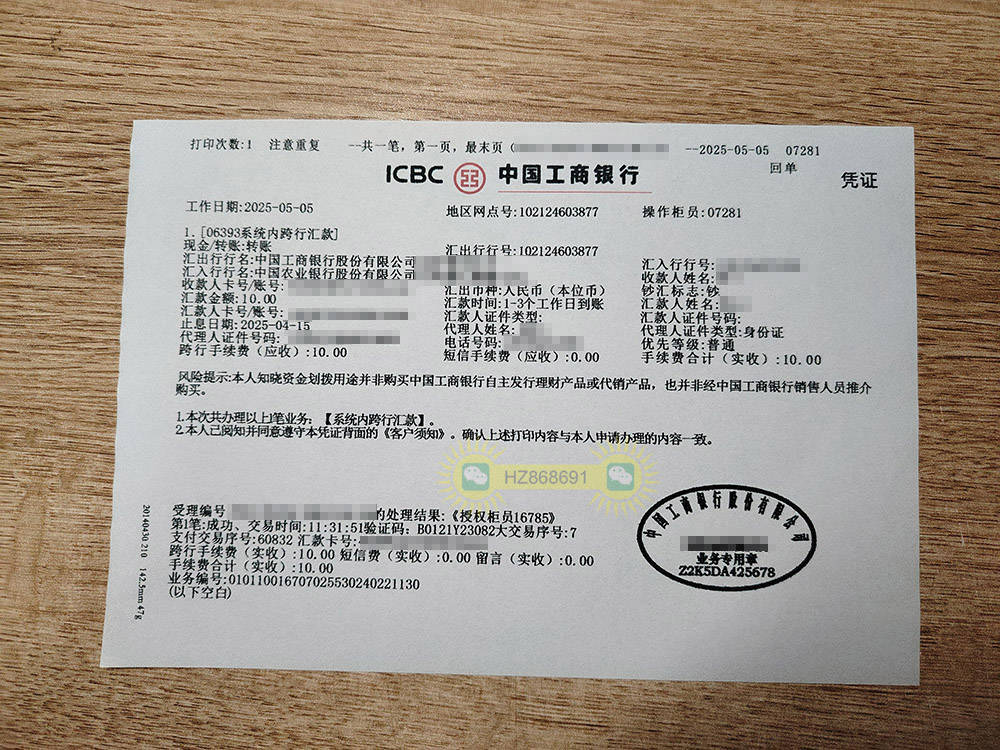 打印次数:1 注意重复 --共一笔，第一页，最末页（ --2025-05-05 07281
回单
ICBC 中国工商银行
凭证
工作日期:2025-05-05 地区网点号:102124603877 操作柜员:07281
1. [06393系统内跨行汇款]
现金/转账:转账 汇出行行号:102124603877
汇出行行名:中国工商银行股份有限公司 汇入行行号:
汇入行行名:中国农业银行股份有限公司 收款人姓名:
收款人卡号/账号: 汇出币种:人民币（本位币） 钞汇标志:钞
汇款金额:10.00 汇款时间:1-3个工作日到账 汇款人姓名:
汇款人卡号/账号: 汇款人证件类型: 汇款人证件号码:
止息日期:2025-04-15 代理人姓名: 代理人证件类型:身份证
代理人证件号码: 电话号码: 优先等级:普通
跨行手续费（应收）:10.00 短信手续费（应收）:0.00 手续费合计（实收）:10.00
风险提示:本人知晓资金划拨用途并非购买中国工商银行自主发行理财产品或代销产品，也并非经中国工商银行销售人员推介
购买。
1.本次共办理以上1笔业务：【系统内跨行汇款】。
2.本人已阅知并同意遵守本凭证背面的《客户须知》。确认上述打印内容与本人申请办理的内容一致。
HZ868691
受理编号 的处理结果:《授权柜员16785》
第1笔:成功、交易时间:11:31:51验证码: B0121Y23082大交易序号:7
支付交易序号:60832 汇款卡号:
跨行手续费（实收）:10.00 短信费（实收）:0.00 留言（实收）:0.00
手续费合计（实收）:10.00
业务编号:0101100167070255302402211​30
(以下空白)
中国工商银行股份有限公司
业务专用章
Z2K5DA425678
20140430 210 142.5mm 47g